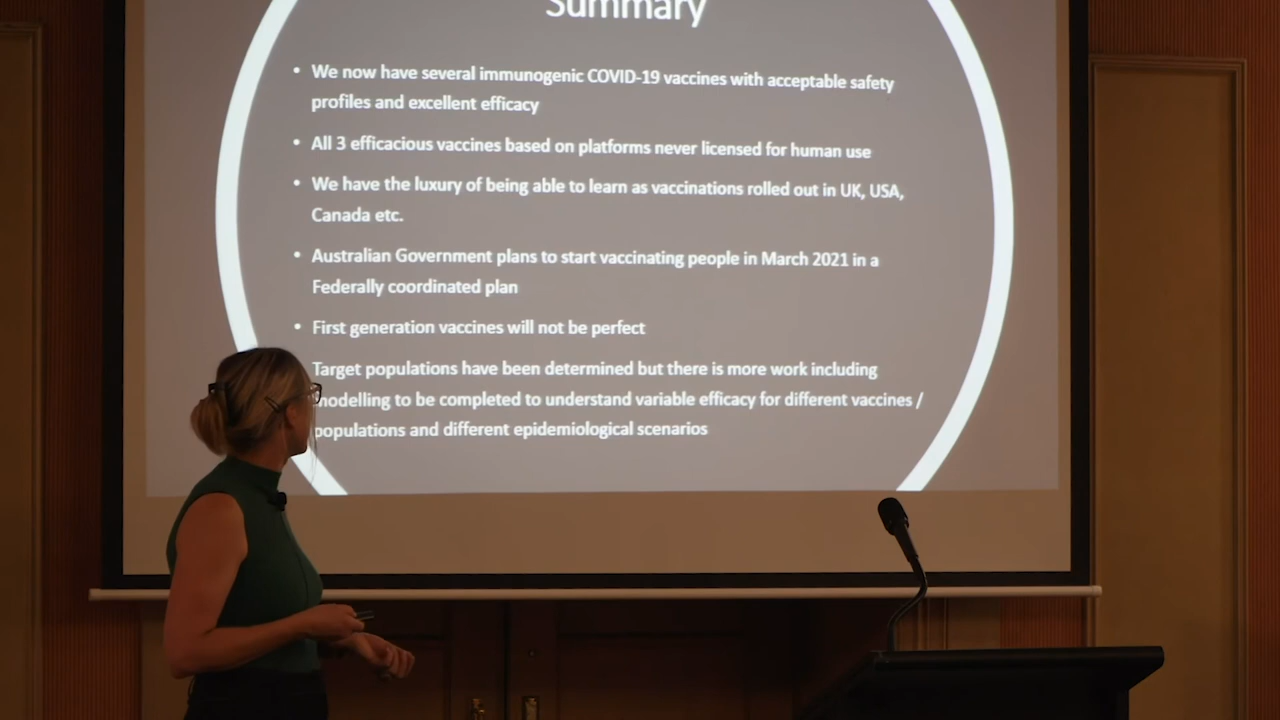 Summary
• We now have several immunogenic COVID-19 vaccines with acceptable safety
profiles and excellent efficacy
• All 3 efficacious vaccines based on platforms never licensed for human use
• We have the luxury of being able to learn as vaccinations rolled out in UK, USA,
Canada etc.
• Australian Government plans to start vaccinating people in March 2021 in a
Federally coordinated plan
• First generation vaccines will not be perfect
Target populations have been determined but there is more work including
modelling to be completed to understand variable efficacy for different vaccines /
populations and different epidemiological scenarios